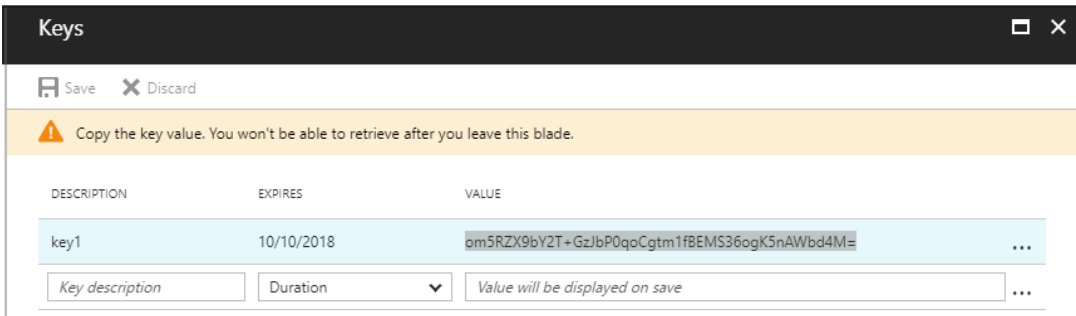 Keys
Save Discard
Copy the key value. You won't be able to retrieve after you leave this blade.
DESCRIPTION EXPIRES VALUE
key1 10/10/2018 om5RZX9bY2T+GzJbP0qoCgtm1fBEMS36ogK5nAWbd4M= ...
Key description Duration Value will be displayed on save ...